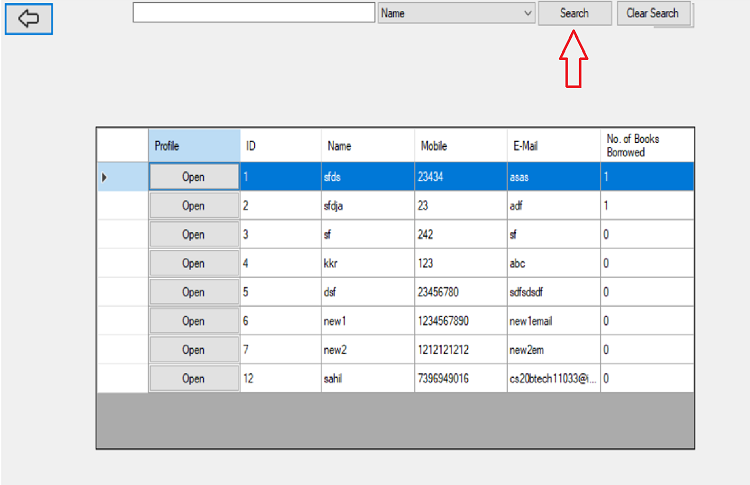 Name Search Clear Search
Profile ID Name Mobile E-Mail No. of Books
Borrowed
Open 1 sfds 23434 asas 1
Open 2 sfdja 23 adf 1
Open 3 sf 242 sf 0
Open 4 kkr 123 abc 0
Open 5 dsf 23456780 sdfsdsdf 0
Open 6 new1 1234567890 new1email 0
Open 7 new2 1212121212 new2em 0
Open 12 sahil 7396949016 cs20btech11033@i... 0